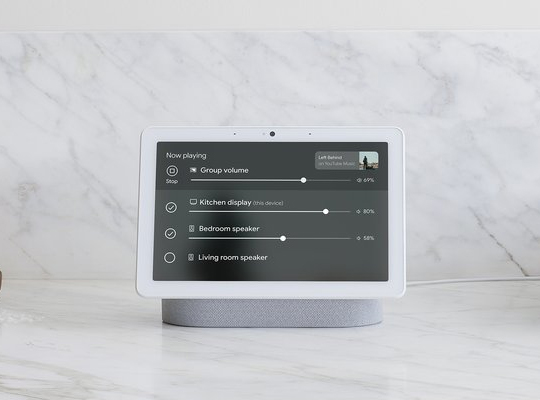 Now playing
Left Behind
on YouTube Music
Group volume
Stop
69%
Kitchen display (this device)
80%
Bedroom speaker
58%
Living room speaker